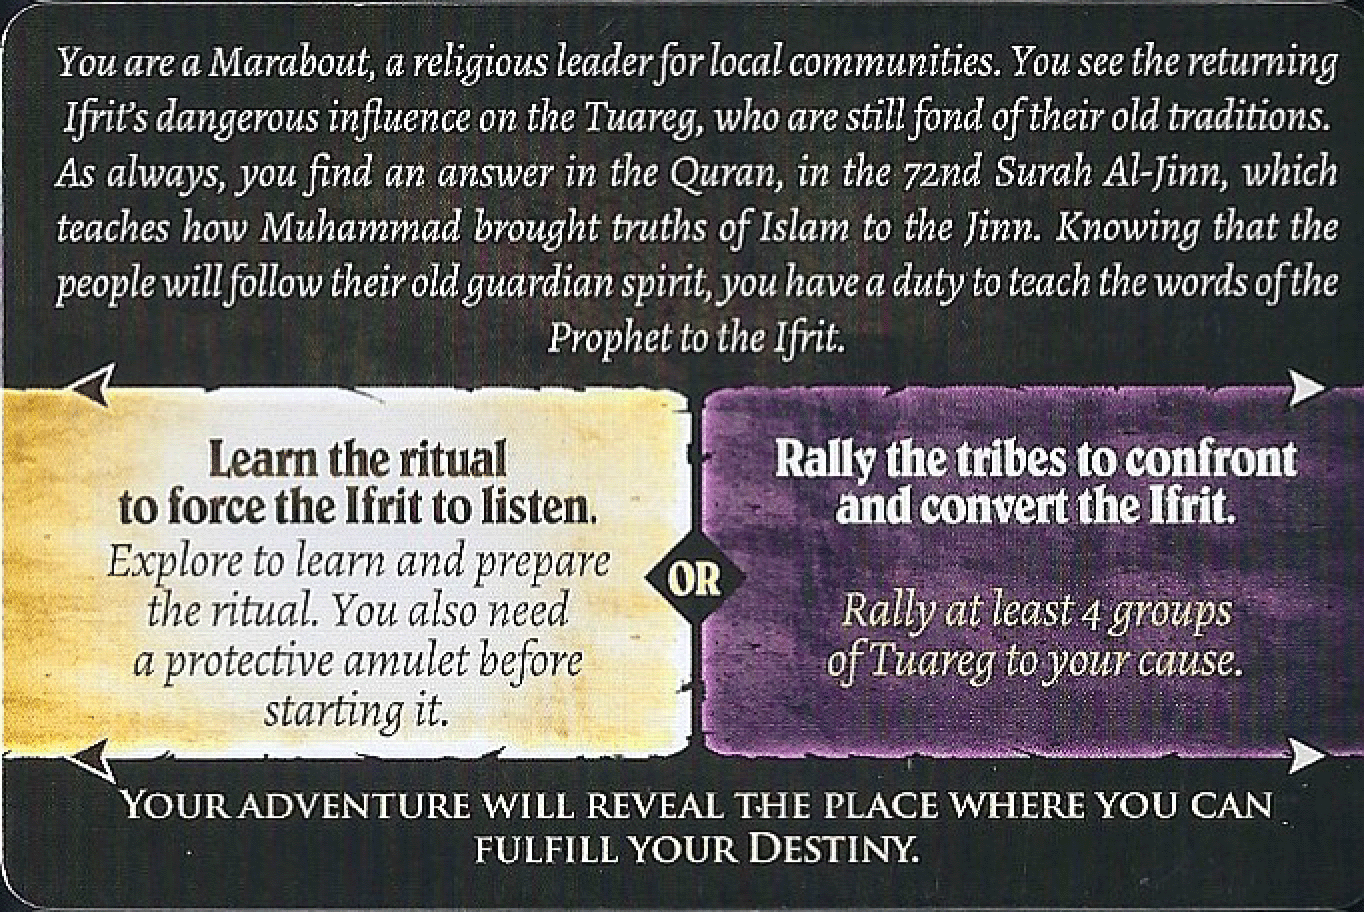 You are a Marabout, a religious leader for local communities. You see the returning
Ifrit's dangerous influence on the Tuareg, who are still fond of their old traditions.
As always, you find an answer in the Quran, in the 72nd Surah Al-Jinn, which
teaches how Muhammad brought truths of Islam to the Jinn. Knowing that the
people will follow their old guardian spirit, you have a duty to teach the words of the
Prophet to the Ifrit.
Learn the ritual
to force the Ifrit to listen.
Explore to learn and prepare
the ritual. You also need
a protective amulet before
starting it.
OR
Rally the tribes to confront
and convert the Ifrit.
Rally at least 4 groups
of Tuareg to your cause.
YOUR ADVENTURE WILL REVEAL THE PLACE WHERE YOU CAN
FULFILL YOUR DESTINY.